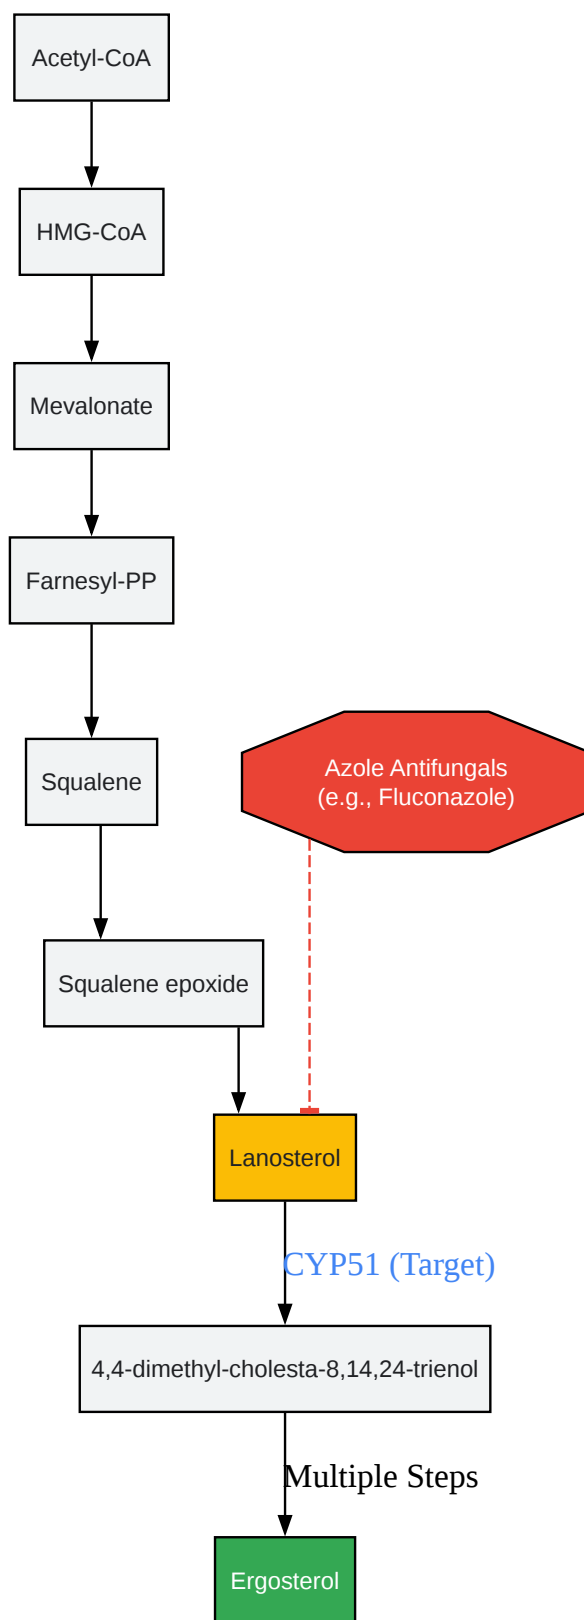 Acetyl-CoA
HMG-CoA
Mevalonate
Farnesyl-PP
Squalene
Azole Antifungals
(e.g., Fluconazole)
Squalene epoxide
Lanosterol
CYP51 (Target)
4,4-dimethyl-cholesta-8,14,24-trienol
Multiple Steps
Ergosterol